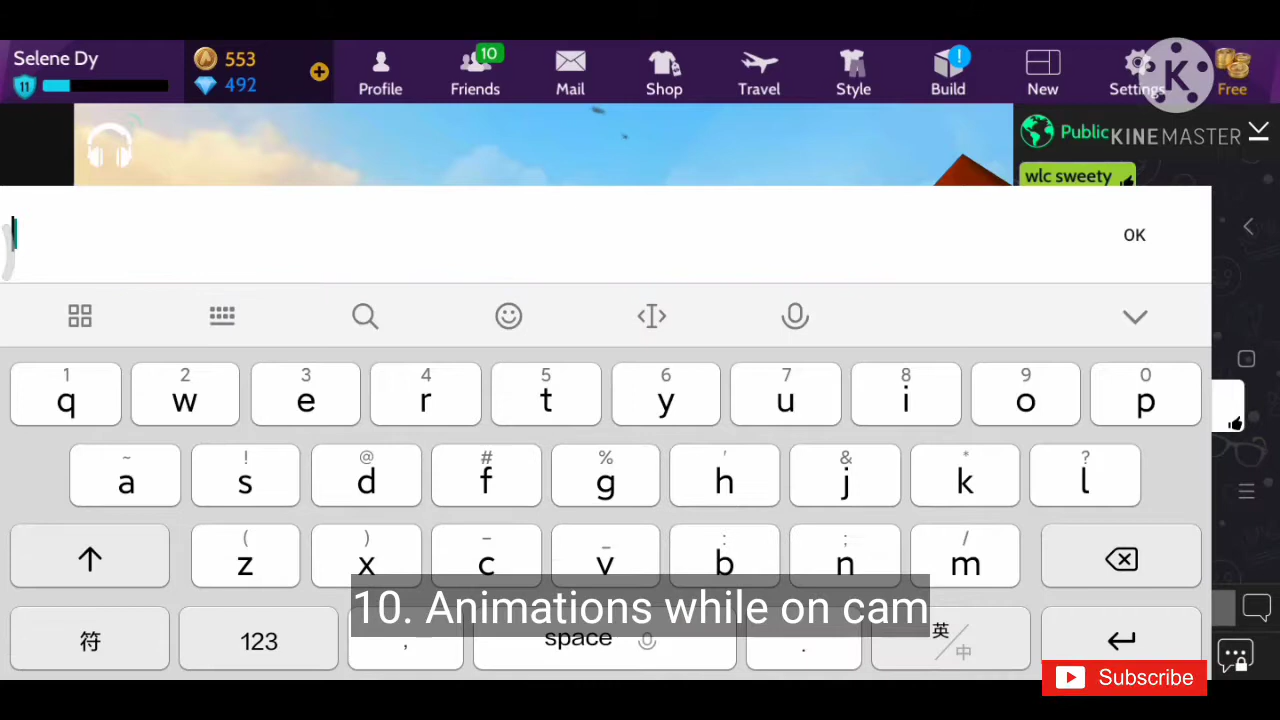 Selene Dy
11
553
492
Profile
10
Friends
Mail
Shop
Travel
Style
!
Build
New
Settings
Free
K
Public
KINEMASTER
wlc sweety
OK
1 2 3 4 5 6 7 8 9 0
q w e r t y u i o p
~ ! @ # % ' & * ?
a s d f g h j k l
( ) - _ : ; /
z x c v b n m
10. Animations while on cam
符 123 , space . 英/中
Subscribe